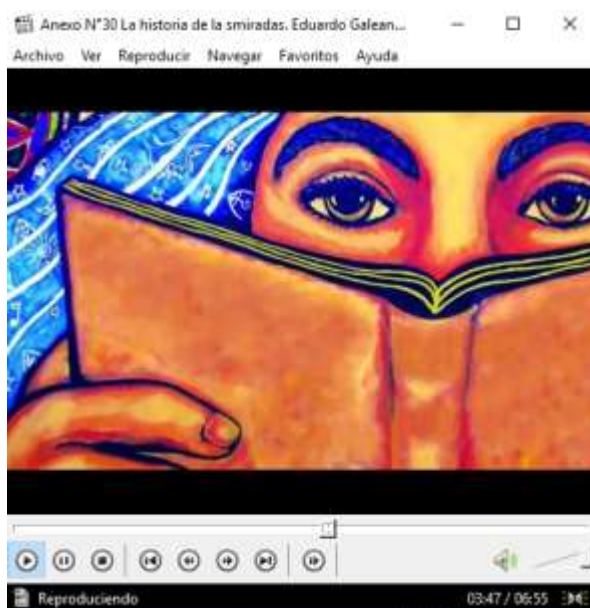 Anexo N°30 La historia de la smiradas. Eduardo Galean...
Archivo Ver Reproducir Navegar Favoritos Ayuda
Reproduciendo 03:47 / 06:55